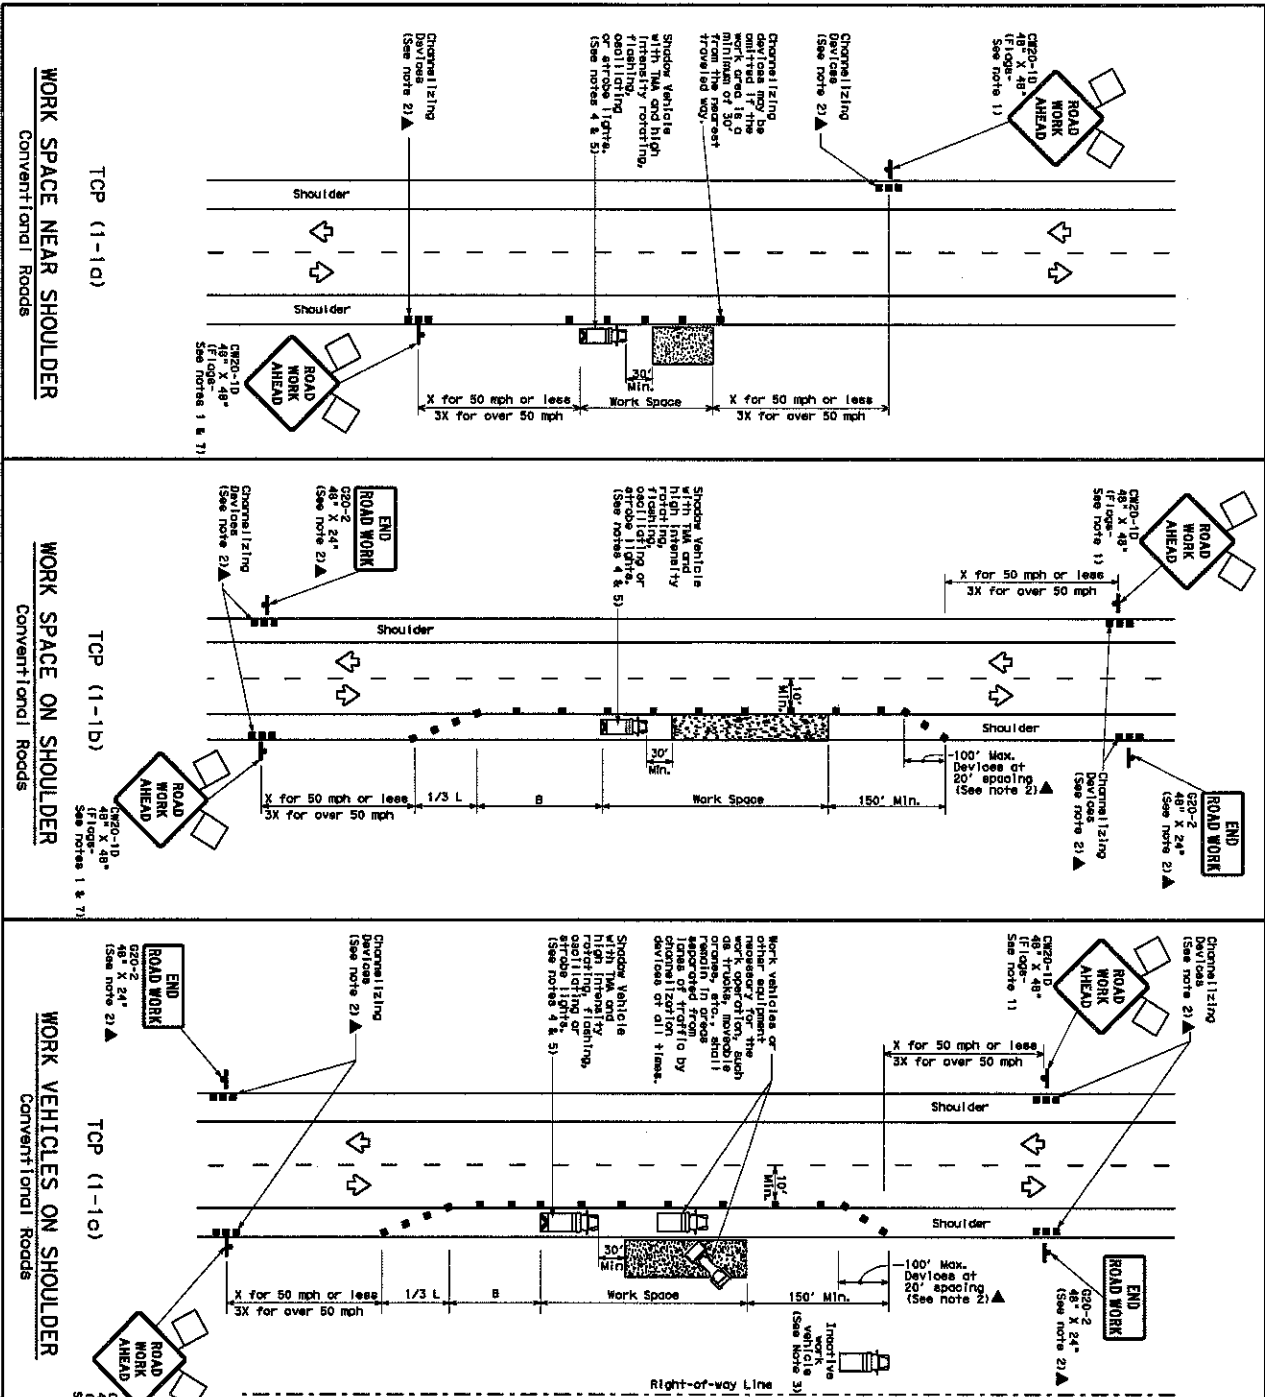 CW20-1D
48" X 48"
(Flags-
See note 1)
ROAD
WORK
AHEAD
Channelizing
Devices
(See note 2)▲
Channelizing
devices may be
omitted if the
work area is a
minimum of 30'
from the nearest
traveled way.
Shadow Vehicle
with TMA and high
intensity rotating,
flashing,
oscillating
or strobe lights.
(See notes 4 & 5)
Channelizing
Devices
(See note 2)▲
Shoulder
Shoulder
30'
Min.
X for 50 mph or less
3X for over 50 mph
Work Space
X for 50 mph or less
3X for over 50 mph
ROAD
WORK
AHEAD
CW20-1D
48" X 48"
(Flags-
See notes 1 & 7)
TCP (1-1a)
WORK SPACE NEAR SHOULDER
Conventional Roads
CW20-1D
48" X 48"
(Flags-
See note 1)
ROAD
WORK
AHEAD
X for 50 mph or less
3X for over 50 mph
Shadow Vehicle
with TMA and
high intensity
rotating,
flashing,
oscillating or
strobe lights.
(See notes 4 & 5)
END
ROAD WORK
G20-2
48" X 24"
(See note 2)▲
Channelizing
Devices
(See note 2)▲
Shoulder
Shoulder
10'
Min.
30'
Min.
100' Max.
Devices at
20' spacing
(See note 2)▲
Channelizing
Devices
(See note 2)▲
END
ROAD WORK
G20-2
48" X 24"
(See note 2)▲
X for 50 mph or less
3X for over 50 mph
1/3 L
B
Work Space
150' Min.
ROAD
WORK
AHEAD
CW20-1D
48" X 48"
(Flags-
See notes 1 & 7)
TCP (1-1b)
WORK SPACE ON SHOULDER
Conventional Roads
Channelizing
Devices
(See note 2)▲
CW20-1D
48" X 48"
(Flags-
See note 1)
ROAD
WORK
AHEAD
X for 50 mph or less
3X for over 50 mph
Work vehicles or
other equipment
necessary for the
work operation, such
as trucks, moveable
cranes, etc., shall
remain in areas
separated from
lanes of traffic by
channelization
devices at all times.
Shadow Vehicle
with TMA and
high intensity
rotating, flashing,
oscillating or
strobe lights.
(See notes 4 & 5)
Channelizing
Devices
(See note 2)▲
END
ROAD WORK
G20-2
48" X 24"
(See note 2)▲
Shoulder
Shoulder
10'
Min.
30'
Min
100' Max.
Devices at
20' spacing
(See note 2)▲
END
ROAD WORK
G20-2
48" X 24"
(See note 2)▲
X for 50 mph or less
3X for over 50 mph
1/3 L
B
Work Space
150' Min.
Inactive
work
vehicle
(See Note 3)
Right-of-way Line
ROAD
WORK
AHEAD
TCP (1-1c)
WORK VEHICLES ON SHOULDER
Conventional Roads